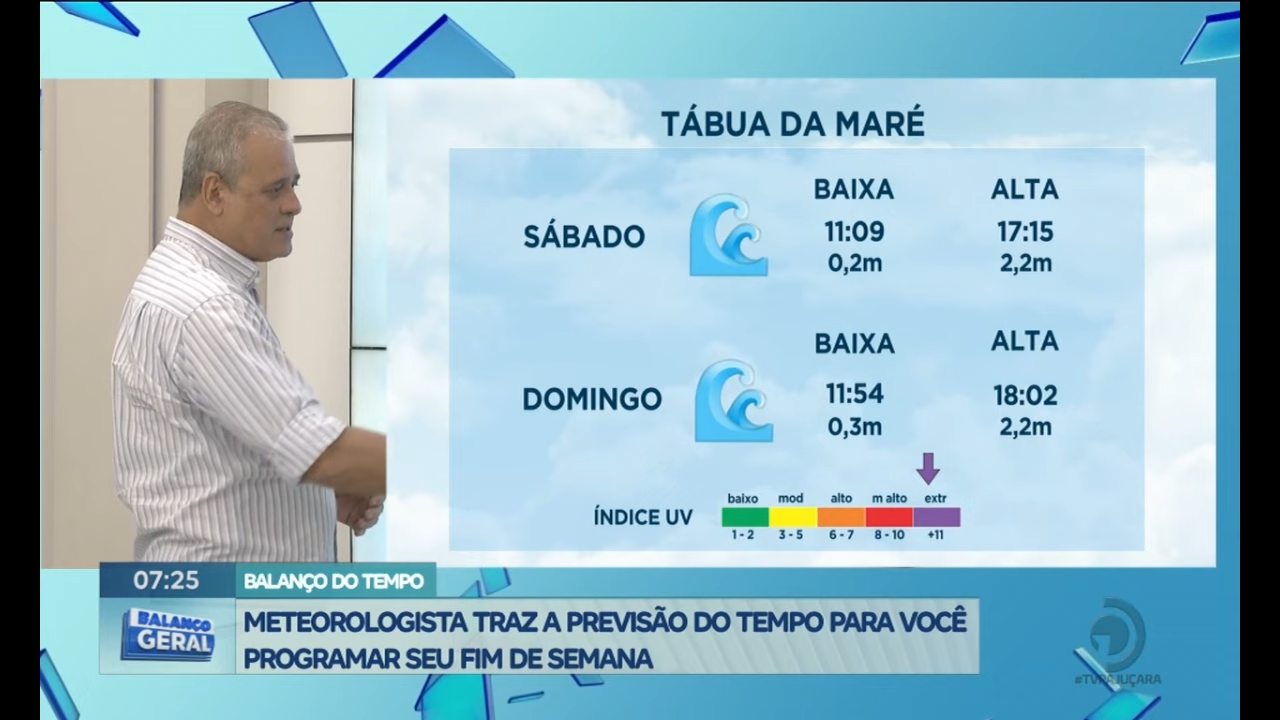 TÁBUA DA MARÉ
BAIXA ALTA
SÁBADO 11:09 17:15
0,2m 2,2m
BAIXA ALTA
DOMINGO 11:54 18:02
0,3m 2,2m
baixo mod alto m alto extr
ÍNDICE UV
1 - 2 3 - 5 6 - 7 8 - 10 +11
07:25 BALANÇO DO TEMPO
BALANÇO
GERAL
METEOROLOGISTA TRAZ A PREVISÃO DO TEMPO PARA VOCÊ
PROGRAMAR SEU FIM DE SEMANA
#TVPAJUÇARA